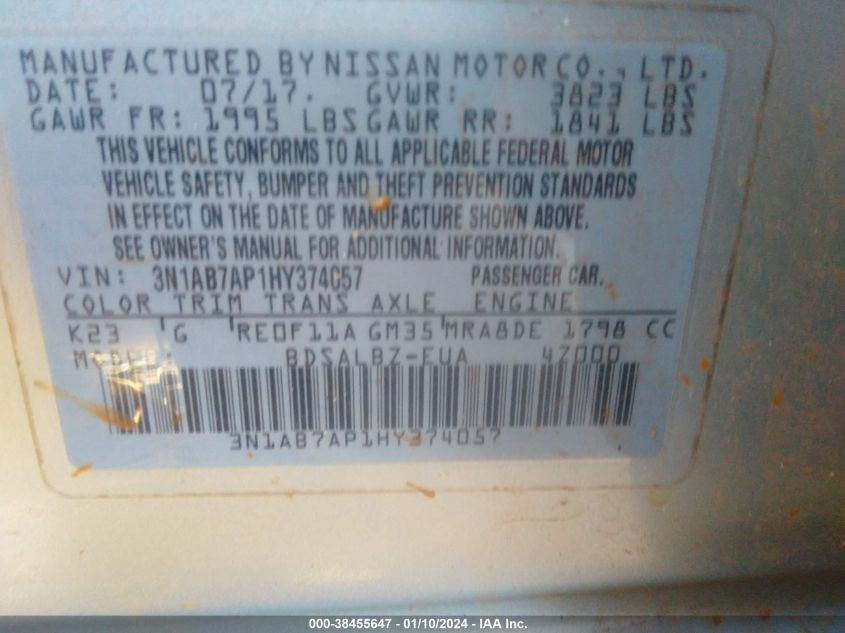 MANUFACTURED BY NISSAN MOTOR CO., LTD.
DATE: 07/17. GVWR: 3823 LBS
GAWR FR: 1995 LBS GAWR RR: 1841 LBS
THIS VEHICLE CONFORMS TO ALL APPLICABLE FEDERAL MOTOR
VEHICLE SAFETY, BUMPER AND THEFT PREVENTION STANDARDS
IN EFFECT ON THE DATE OF MANUFACTURE SHOWN ABOVE.
SEE OWNER'S MANUAL FOR ADDITIONAL INFORMATION.
VIN: 3N1AB7AP1HY374057 PASSENGER CAR.
COLOR TRIM TRANS AXLE ENGINE
K23 G RE0F11A GM35 MRA8DE 1798 CC
MODEL: BDSALBZ-EUA 4Z000
3N1AB7AP1HY374057
000-38455647 - 01/10/2024 - IAA Inc.